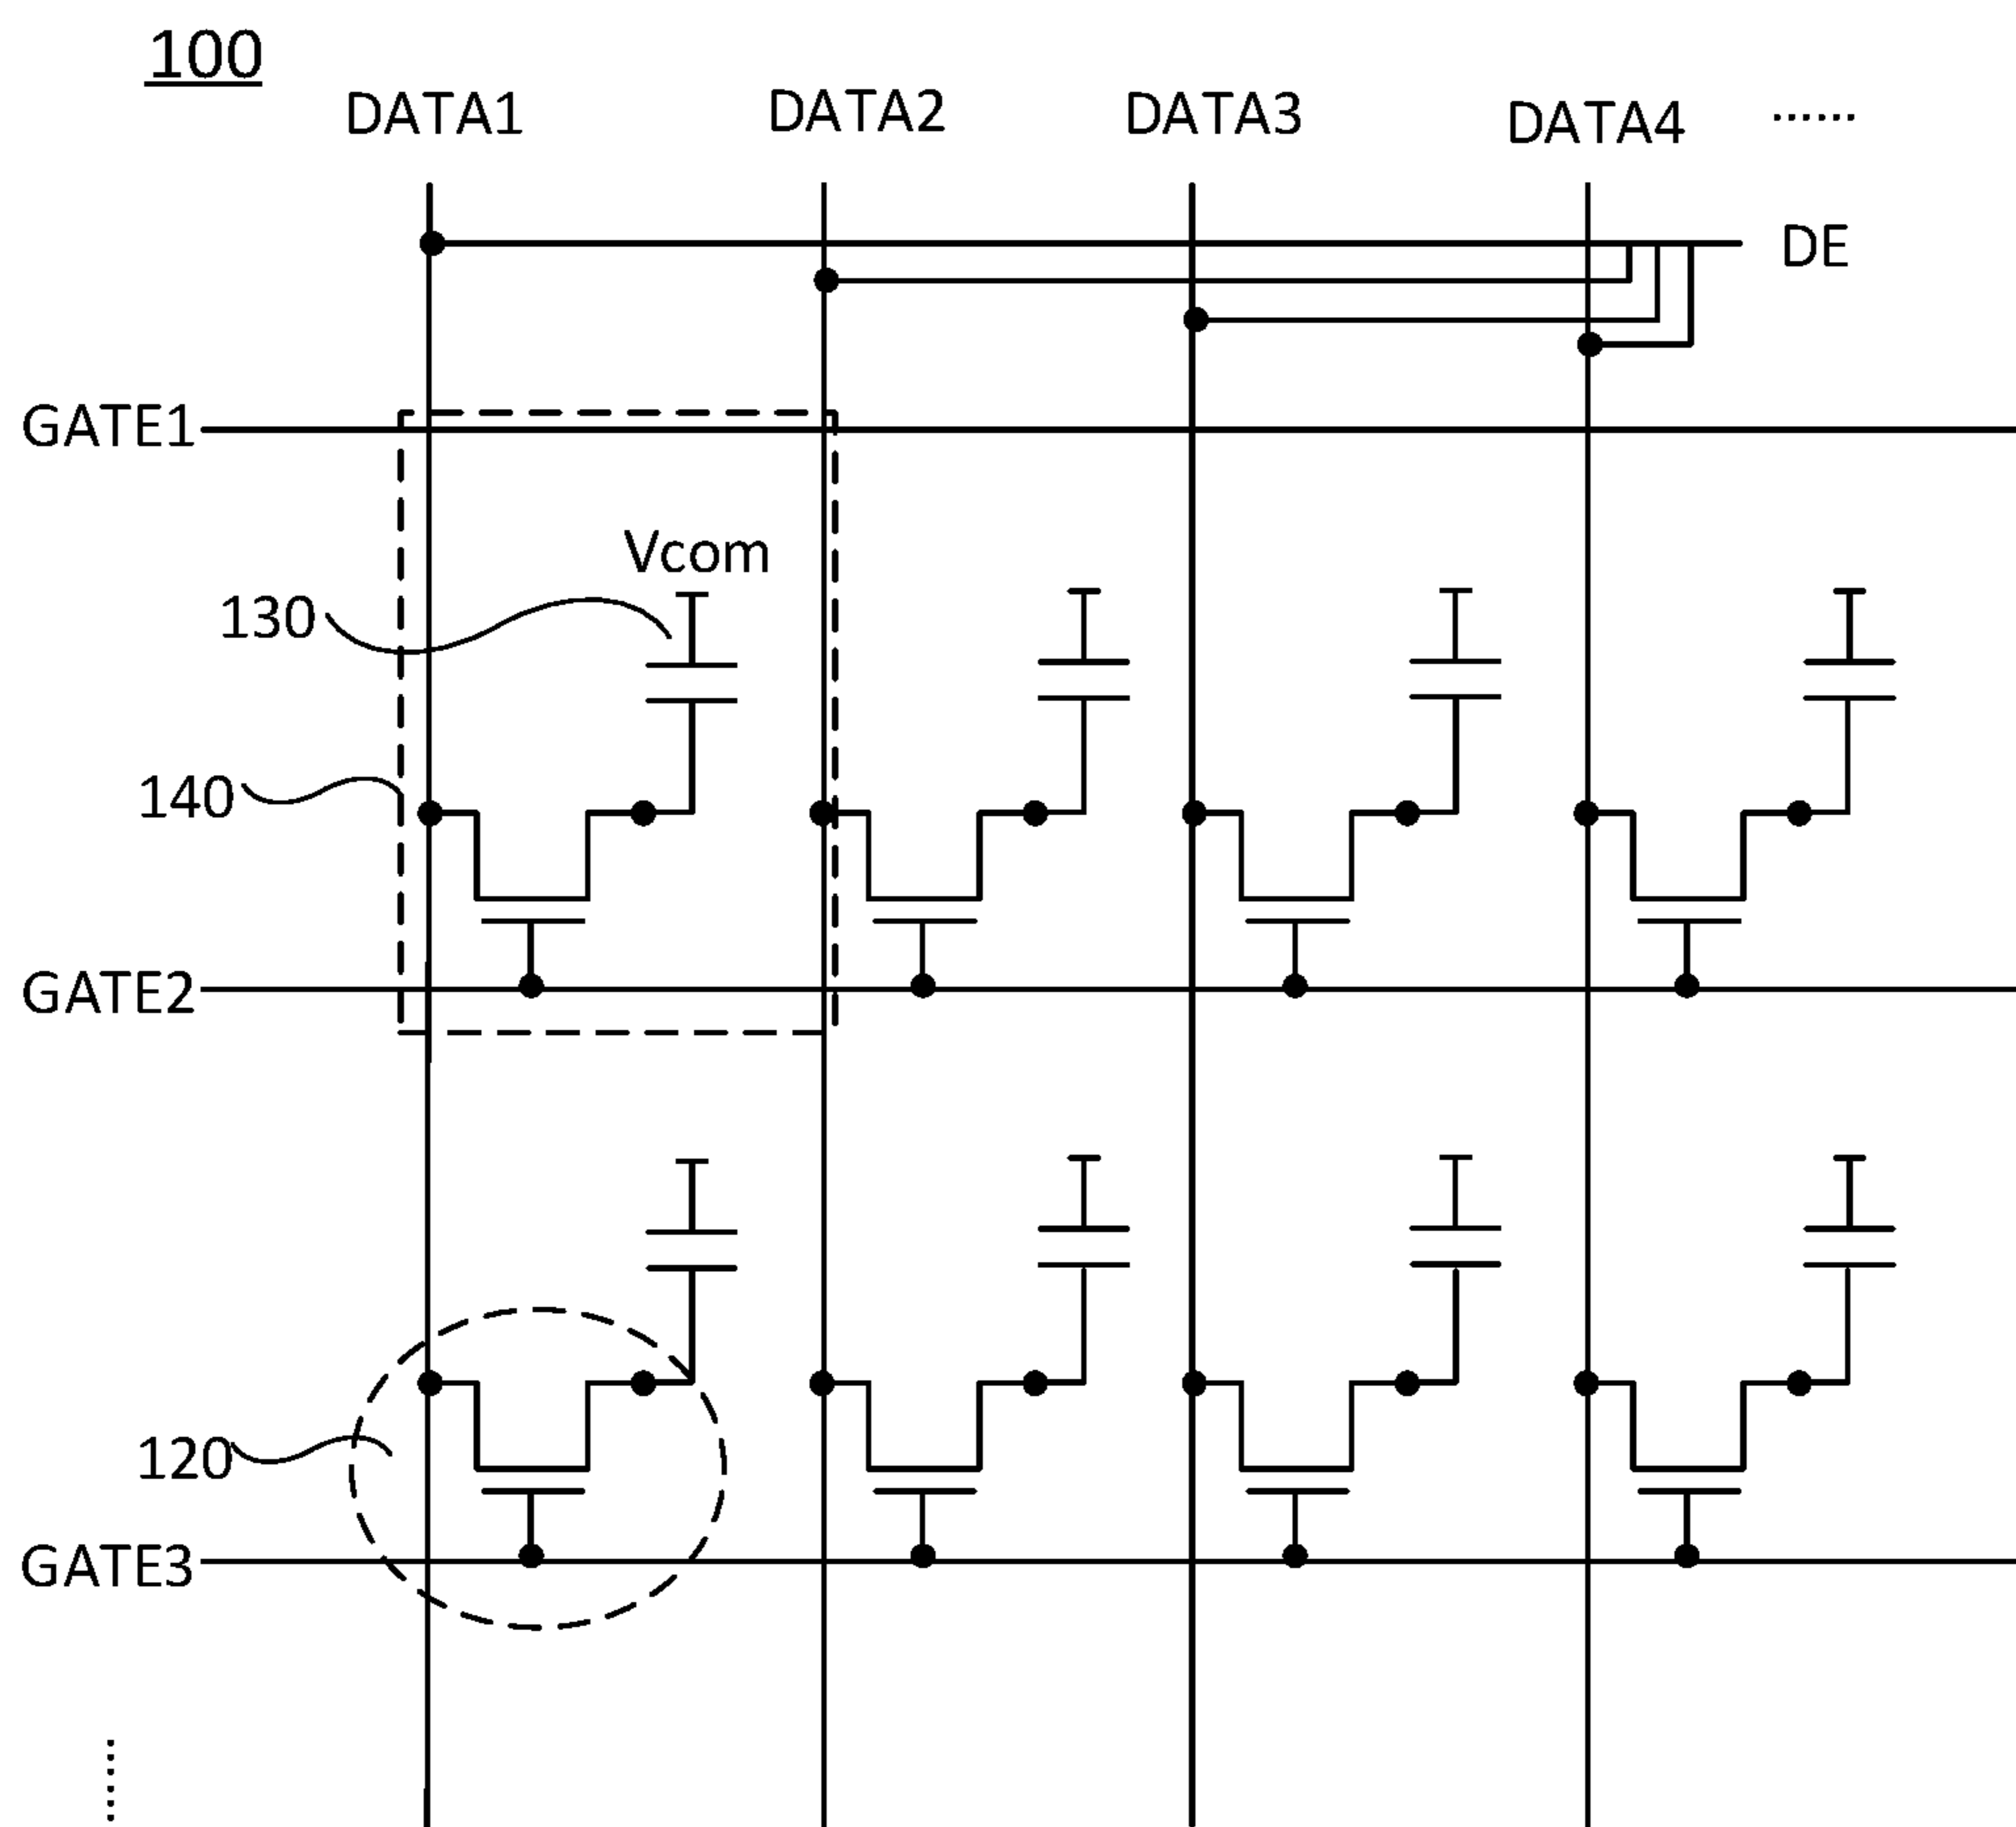 100
DATA1 DATA2 DATA3 DATA4 ......
DE
GATE1
Vcom
130
140
GATE2
120
GATE3
......